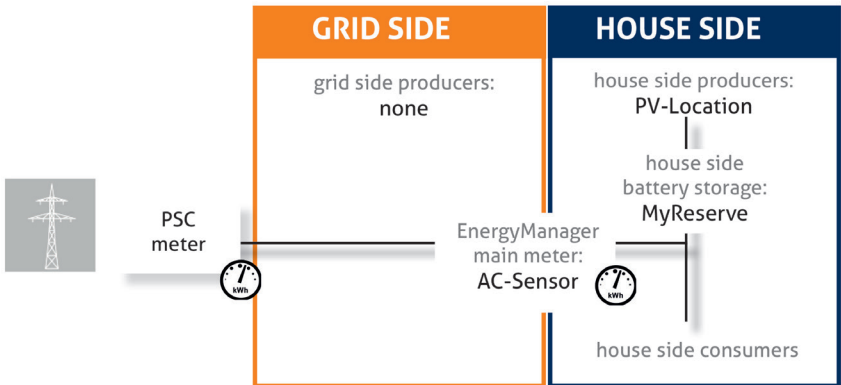 GRID SIDE
HOUSE SIDE
grid side producers:
none
house side producers:
PV-Location
house side
battery storage:
MyReserve
PSC
meter
EnergyManager
main meter:
AC-Sensor
kWh
kWh
house side consumers